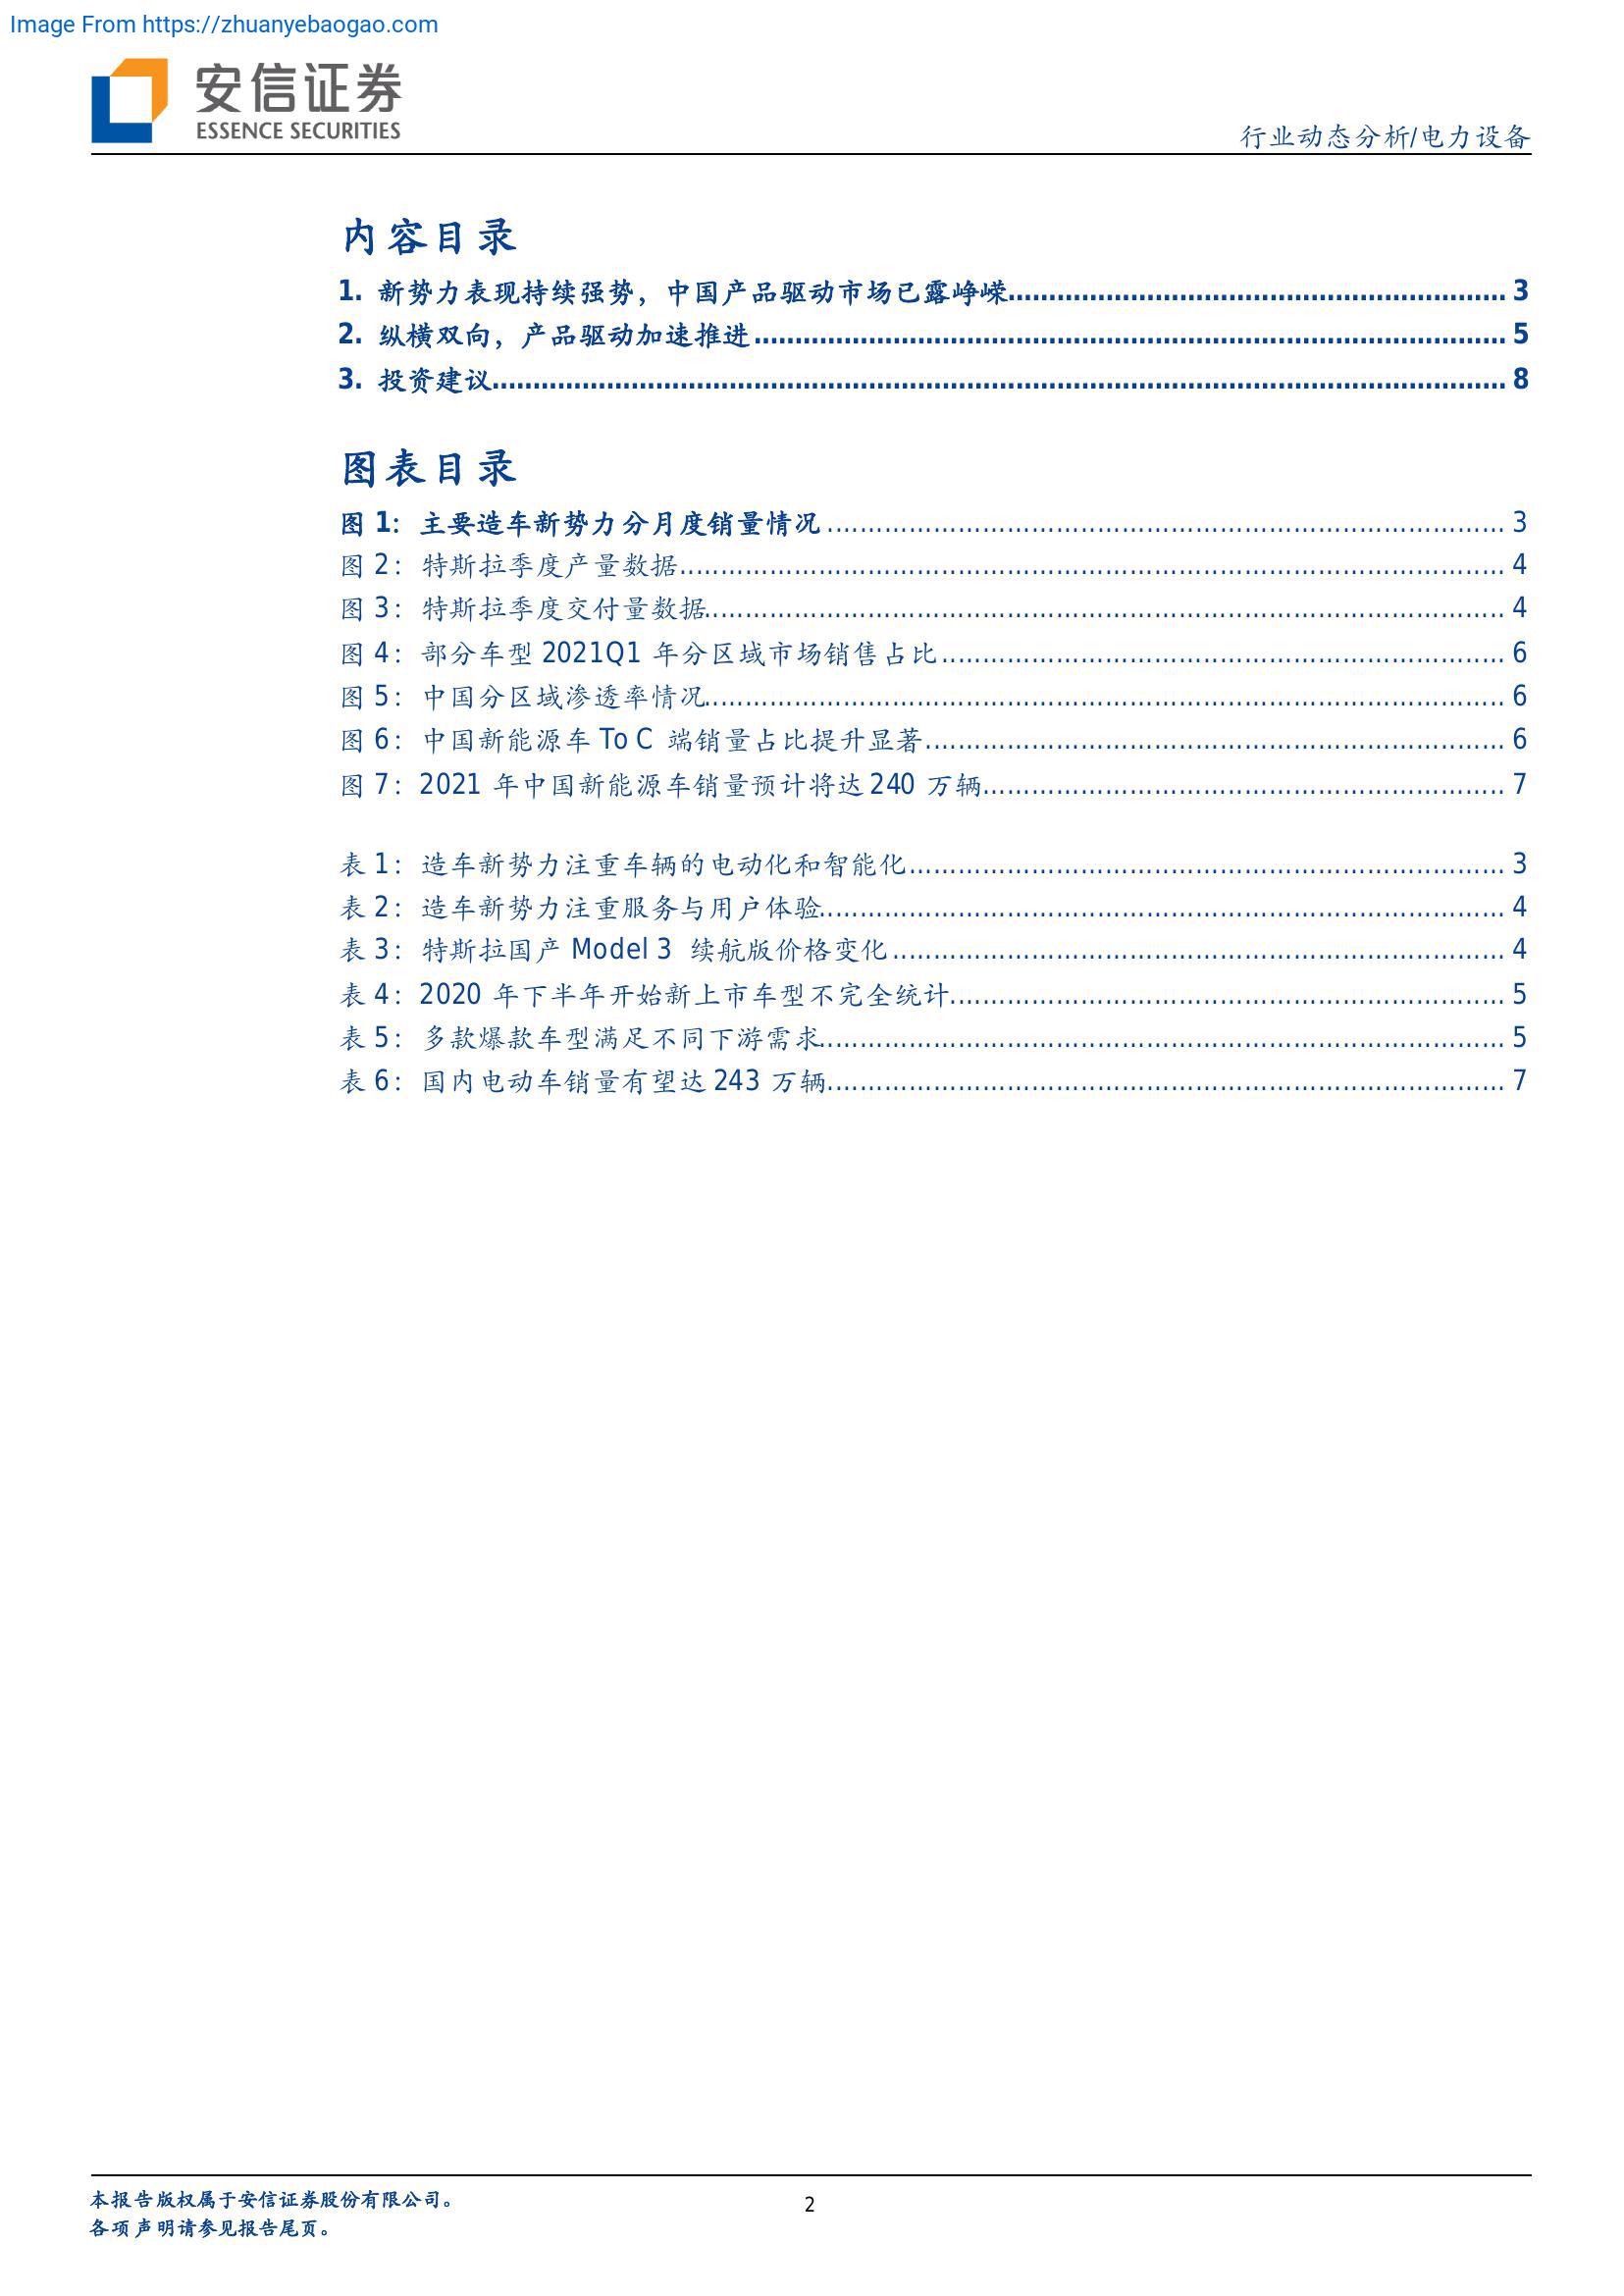 Image From https://zhuanyebaogao.com
安信证券
ESSENCE SECURITIES
行业动态分析/电力设备
内容目录
1. 新势力表现持续强势，中国产品驱动市场已露峥嵘 3
2. 纵横双向，产品驱动加速推进 5
3. 投资建议 8
图表目录
图 1：主要造车新势力分月度销量情况 3
图 2：特斯拉季度产量数据 4
图 3：特斯拉季度交付量数据 4
图 4：部分车型 2021Q1 年分区域市场销售占比 6
图 5：中国分区域渗透率情况 6
图 6：中国新能源车 To C 端销量占比提升显著 6
图 7：2021 年中国新能源车销量预计将达 240 万辆 7
表 1：造车新势力注重车辆的电动化和智能化 3
表 2：造车新势力注重服务与用户体验 4
表 3：特斯拉国产 Model 3 续航版价格变化 4
表 4：2020 年下半年开始新上市车型不完全统计 5
表 5：多款爆款车型满足不同下游需求 5
表 6：国内电动车销量有望达 243 万辆 7
本报告版权属于安信证券股份有限公司。
2
各项声明请参见报告尾页。